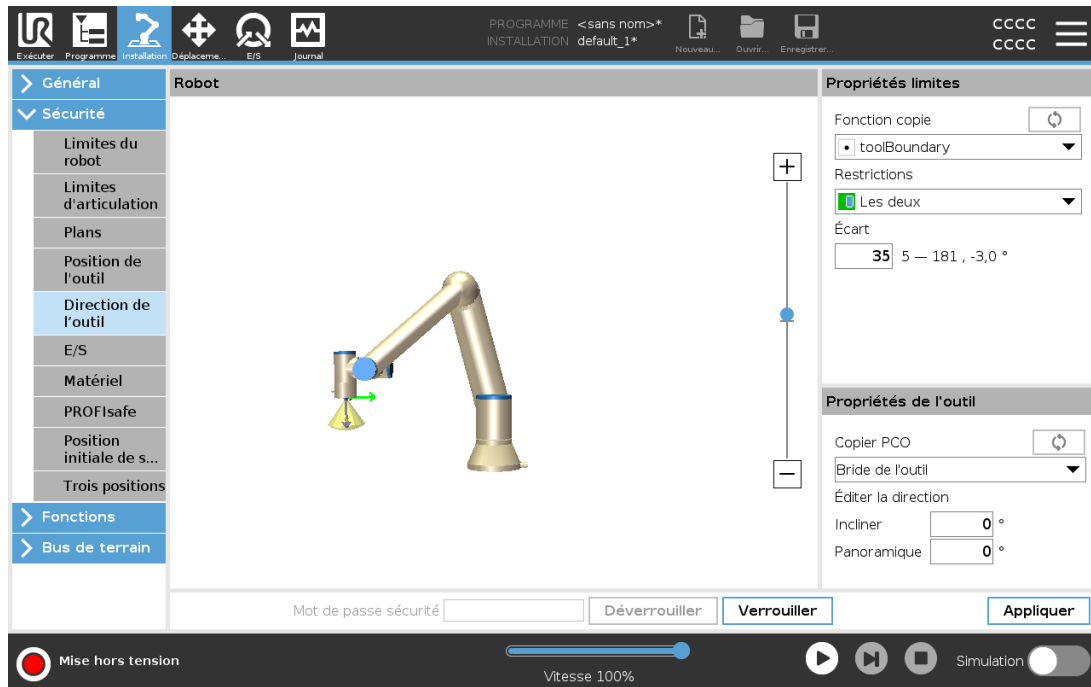 PROGRAMME <sans nom>*
INSTALLATION default_1*
Exécuter Programme Installation Déplaceme... E/S Journal
Nouveau... Ouvrir... Enregistrer...
CCCC
CCCC
Général
Sécurité
Limites du
robot
Limites
d'articulation
Plans
Position de
l'outil
Direction de
l’outil
E/S
Matériel
PROFIsafe
Position
initiale de s...
Trois positions
Fonctions
Bus de terrain
Robot
Propriétés limites
Fonction copie
toolBoundary
Restrictions
Les deux
Écart
35 5 — 181 , -3,0 °
Propriétés de l'outil
Copier PCO
Bride de l'outil
Éditer la direction
Incliner 0 °
Panoramique 0 °
Mot de passe sécurité Déverrouiller Verrouiller Appliquer
Mise hors tension
Vitesse 100%
Simulation